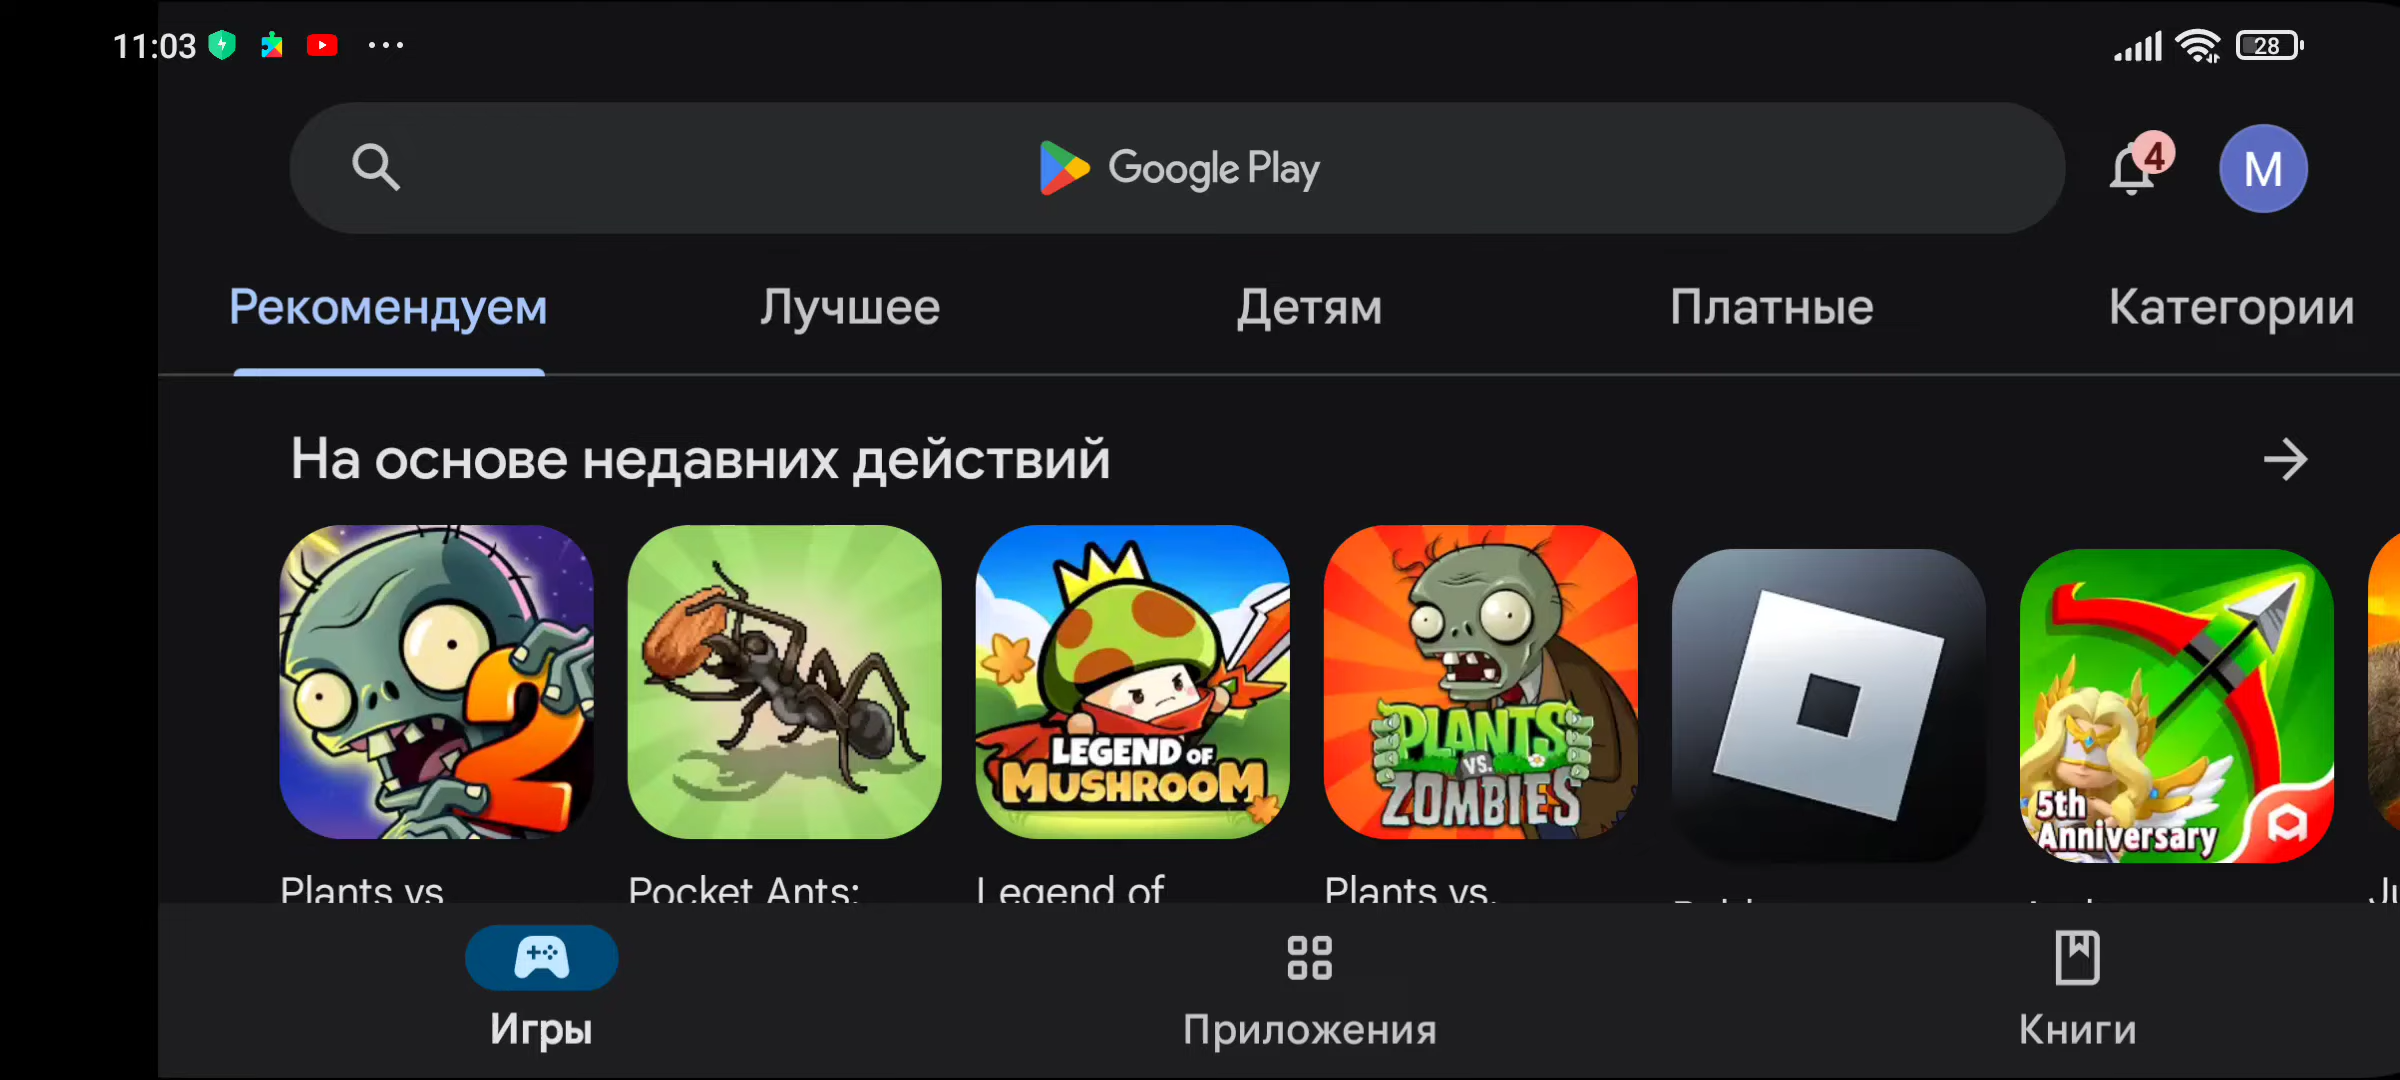 11:03
28
Google Play
4
M
Рекомендуем
Лучшее
Детям
Платные
Категории
На основе недавних действий
2
LEGEND OF
MUSHROOM
PLANTS
VS.
ZOMBIES
5th
Anniversary
Plants vs
Pocket Ants:
Legend of
Plants vs.
Игры
Приложения
Книги